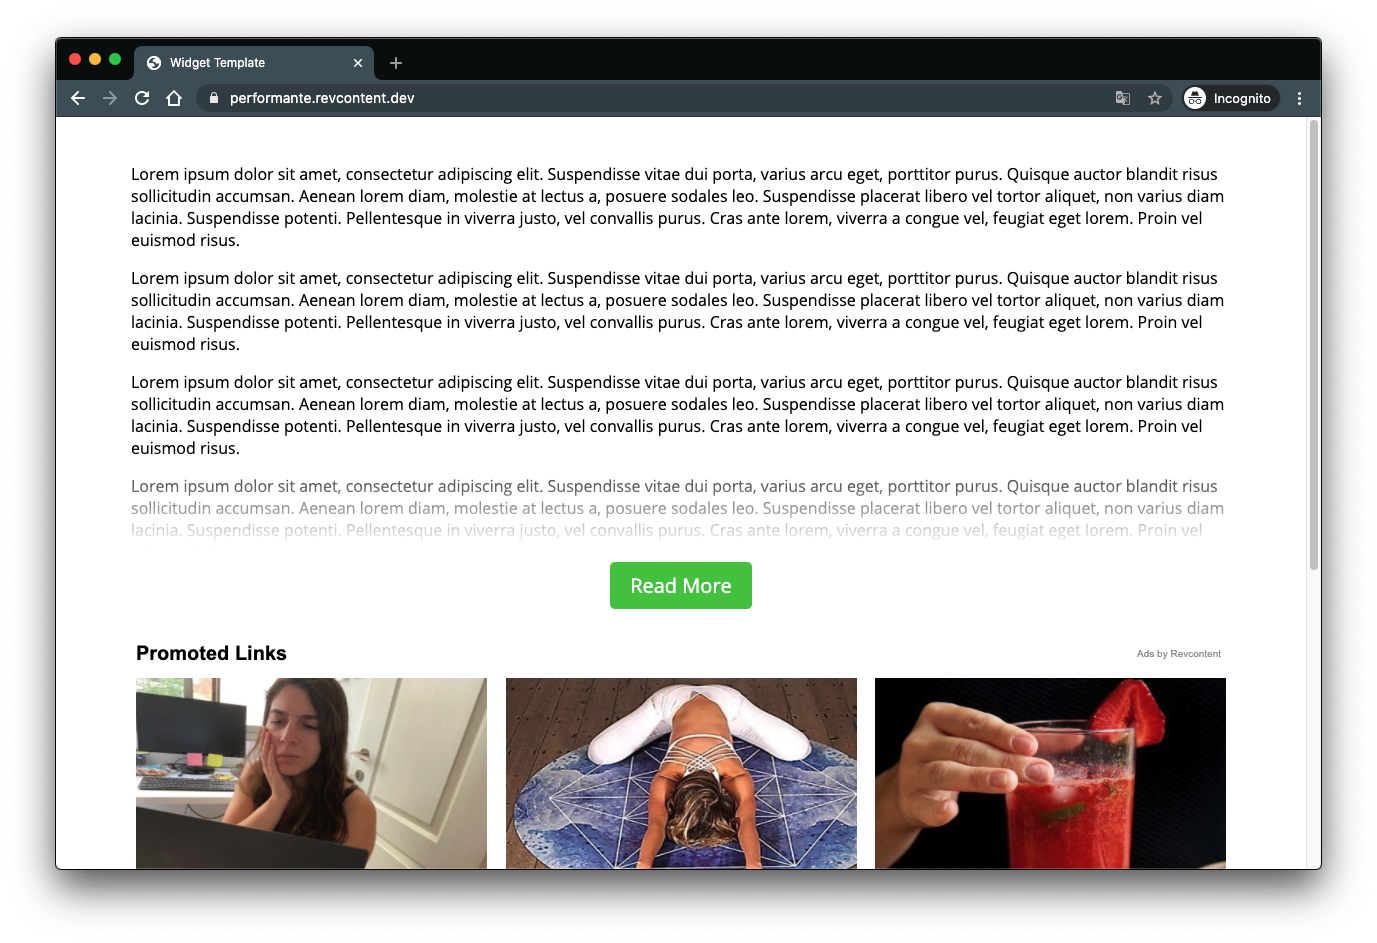 Widget Template
performante.revcontent.dev
Incognito
Lorem ipsum dolor sit amet, consectetur adipiscing elit. Suspendisse vitae dui porta, varius arcu eget, porttitor purus. Quisque auctor blandit risus
sollicitudin accumsan. Aenean lorem diam, molestie at lectus a, posuere sodales leo. Suspendisse placerat libero vel tortor aliquet, non varius diam
lacinia. Suspendisse potenti. Pellentesque in viverra justo, vel convallis purus. Cras ante lorem, viverra a congue vel, feugiat eget lorem. Proin vel
euismod risus.
Lorem ipsum dolor sit amet, consectetur adipiscing elit. Suspendisse vitae dui porta, varius arcu eget, porttitor purus. Quisque auctor blandit risus
sollicitudin accumsan. Aenean lorem diam, molestie at lectus a, posuere sodales leo. Suspendisse placerat libero vel tortor aliquet, non varius diam
lacinia. Suspendisse potenti. Pellentesque in viverra justo, vel convallis purus. Cras ante lorem, viverra a congue vel, feugiat eget lorem. Proin vel
euismod risus.
Lorem ipsum dolor sit amet, consectetur adipiscing elit. Suspendisse vitae dui porta, varius arcu eget, porttitor purus. Quisque auctor blandit risus
sollicitudin accumsan. Aenean lorem diam, molestie at lectus a, posuere sodales leo. Suspendisse placerat libero vel tortor aliquet, non varius diam
lacinia. Suspendisse potenti. Pellentesque in viverra justo, vel convallis purus. Cras ante lorem, viverra a congue vel, feugiat eget lorem. Proin vel
euismod risus.
Lorem ipsum dolor sit amet, consectetur adipiscing elit. Suspendisse vitae dui porta, varius arcu eget, porttitor purus. Quisque auctor blandit risus
sollicitudin accumsan. Aenean lorem diam, molestie at lectus a, posuere sodales leo. Suspendisse placerat libero vel tortor aliquet, non varius diam
lacinia. Suspendisse potenti. Pellentesque in viverra justo, vel convallis purus. Cras ante lorem, viverra a congue vel, feugiat eget lorem. Proin vel
Read More
Promoted Links
Ads by Revcontent